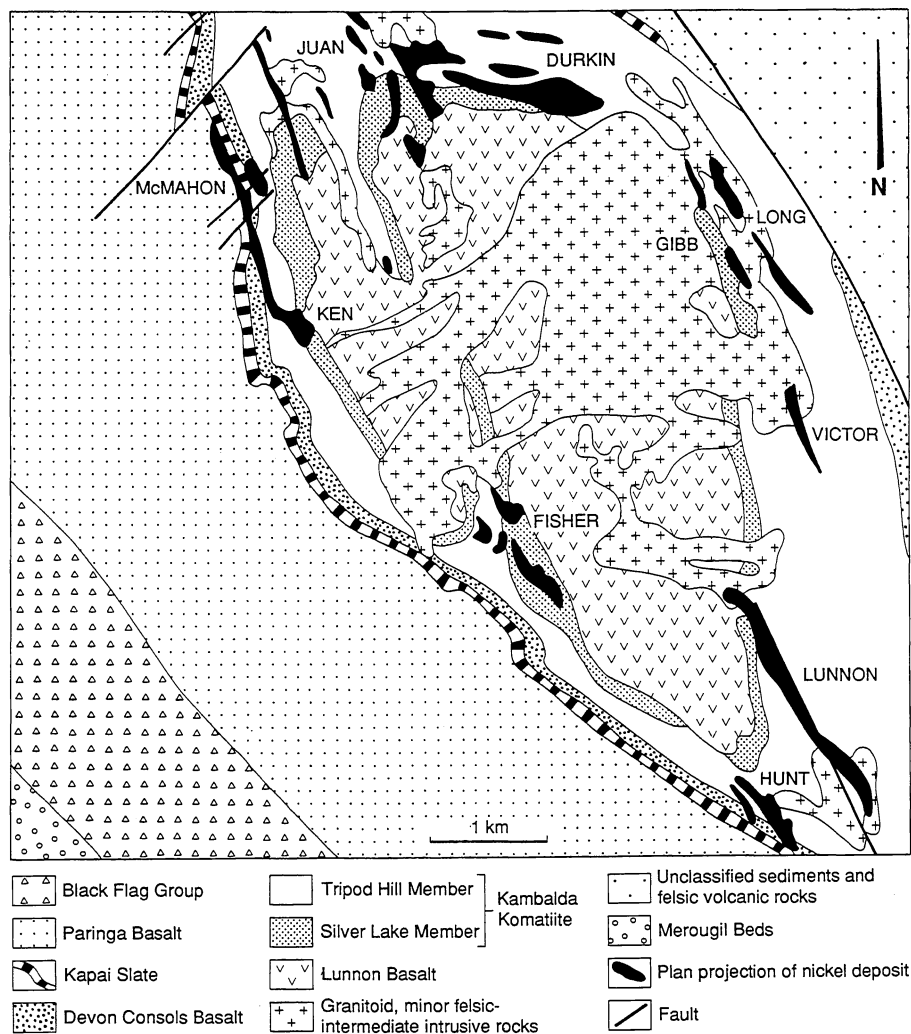 JUAN
DURKIN
McMAHON
N
LONG
GIBB
KEN
VICTOR
FISHER
LUNNON
HUNT
1 km
Black Flag Group
Paringa Basalt
Kapai Slate
Devon Consols Basalt
Tripod Hill Member
Silver Lake Member
Kambalda
Komatiite
Lunnon Basalt
Granitoid, minor felsic-
intermediate intrusive rocks
Unclassified sediments and
felsic volcanic rocks
Merougil Beds
Plan projection of nickel deposit
Fault